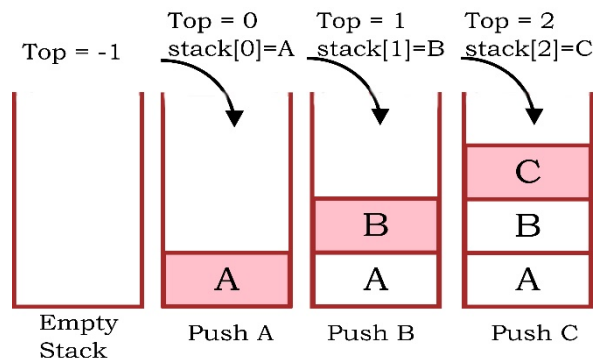 Top = -1
Top = 0
stack[0]=A
Top = 1
stack[1]=B
Top = 2
stack[2]=C
A
B
A
C
B
A
Empty
Stack
Push A
Push B
Push C